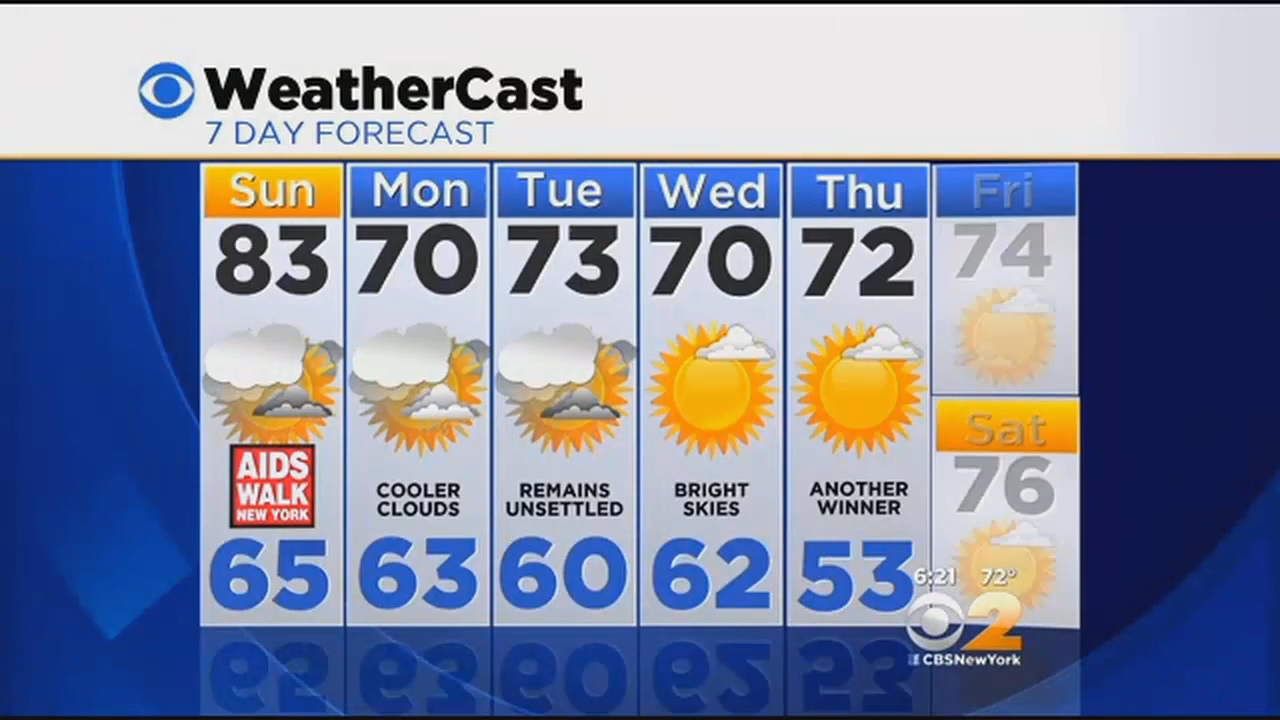 WeatherCast
7 DAY FORECAST
Sun Mon Tue Wed Thu Fri
83 70 73 70 72 74
Sat
76
AIDS
WALK
NEW YORK
COOLER
CLOUDS
REMAINS
UNSETTLED
BRIGHT
SKIES
ANOTHER
WINNER
65 63 60 62 53
6:21 72°
2
f CBSNewYork